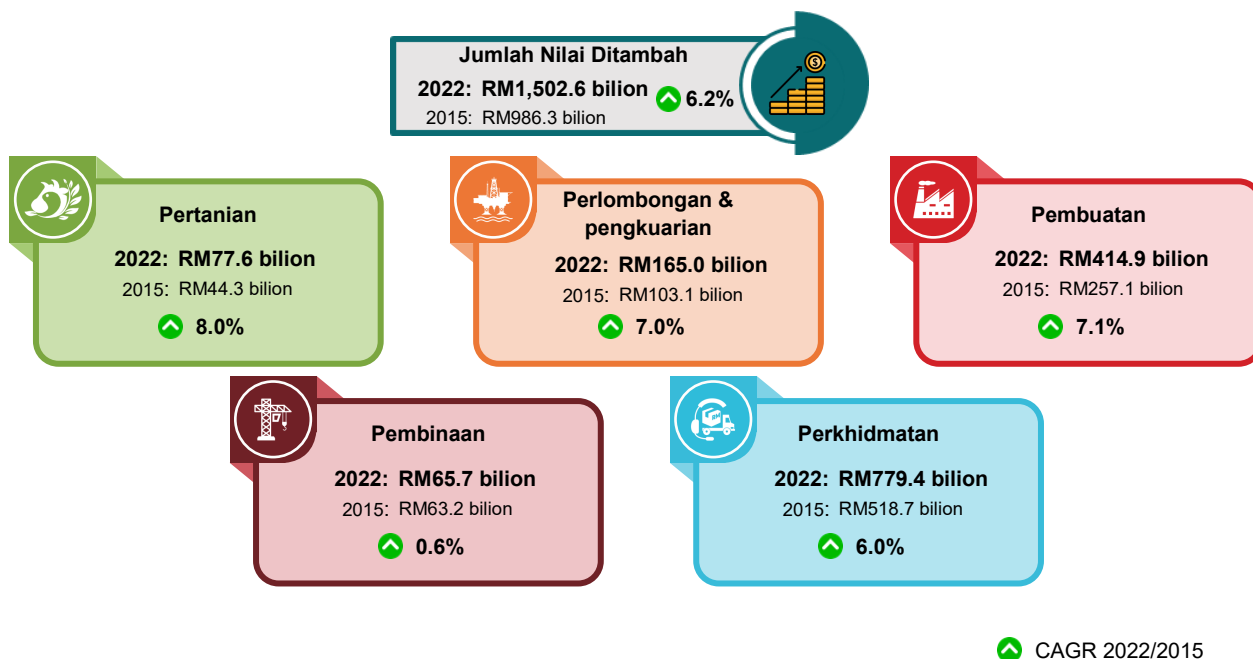 Jumlah Nilai Ditambah
2022: RM1,502.6 bilion
6.2%
2015: RM986.3 bilion
Pertanian
2022: RM77.6 bilion
2015: RM44.3 bilion
8.0%
Perlombongan &
pengkuarian
2022: RM165.0 bilion
2015: RM103.1 bilion
7.0%
Pembuatan
2022: RM414.9 bilion
2015: RM257.1 bilion
7.1%
Pembinaan
2022: RM65.7 bilion
2015: RM63.2 bilion
0.6%
Perkhidmatan
2022: RM779.4 bilion
2015: RM518.7 bilion
6.0%
CAGR 2022/2015